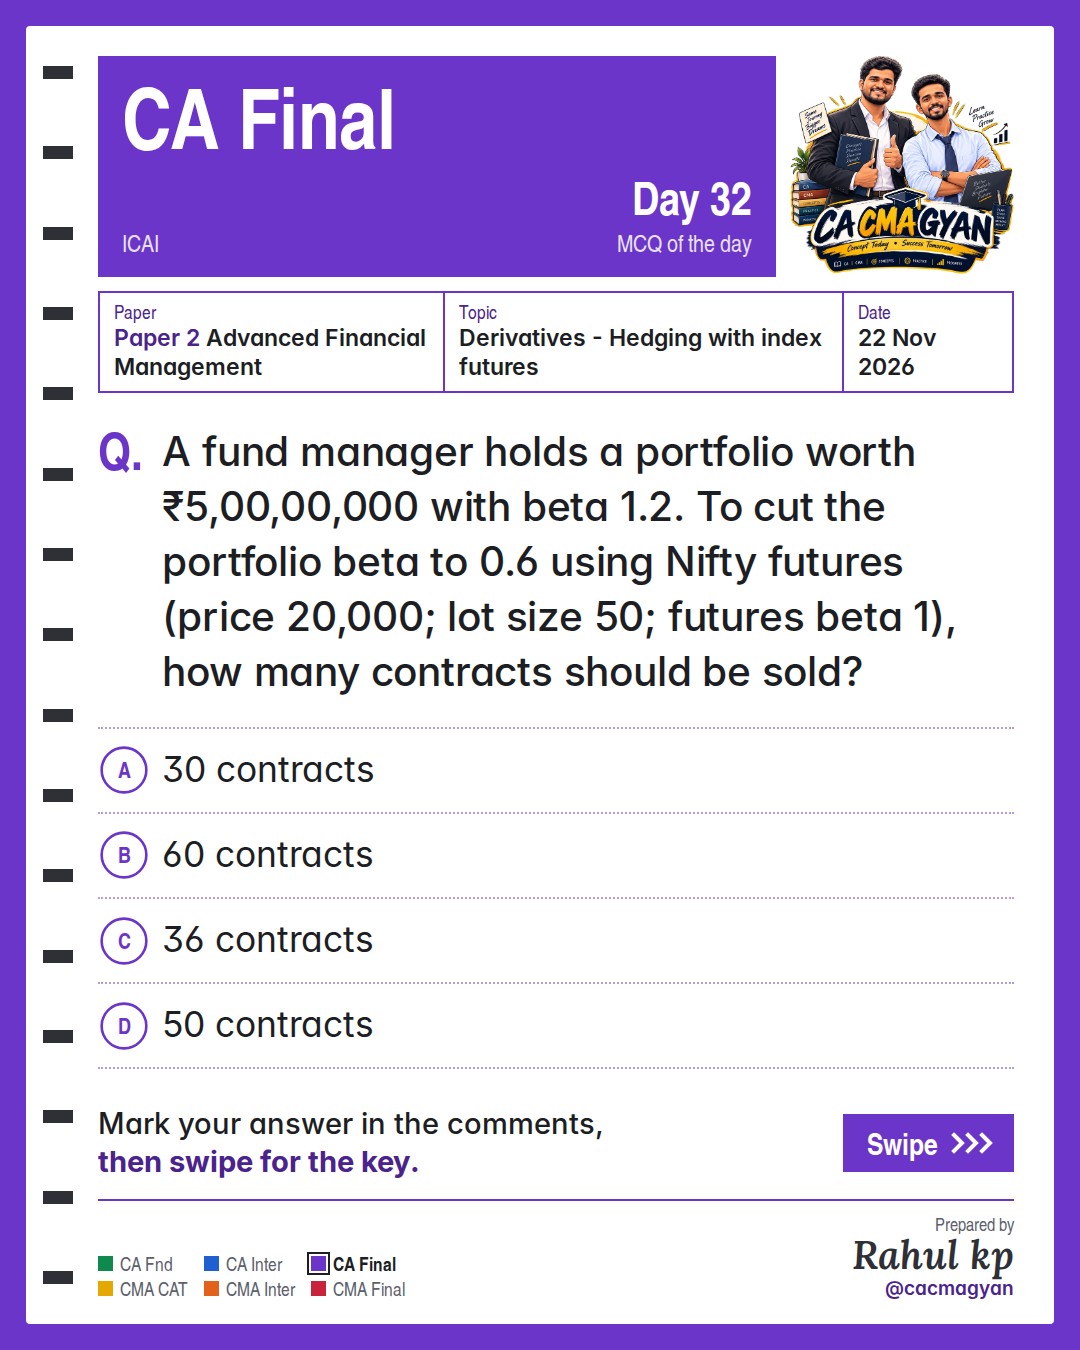 CA Final
Day 32
ICAI
MCQ of the day
CA CMA GYAN
Concept Today • Success Tomorrow
Learn
Practice
Grow
Paper
Paper 2 Advanced Financial
Management
Topic
Derivatives - Hedging with index
futures
Date
22 Nov
2026
Q. A fund manager holds a portfolio worth
₹5,00,00,000 with beta 1.2. To cut the
portfolio beta to 0.6 using Nifty futures
(price 20,000; lot size 50; futures beta 1),
how many contracts should be sold?
A 30 contracts
B 60 contracts
C 36 contracts
D 50 contracts
Mark your answer in the comments,
then swipe for the key.
Swipe
Prepared by
Rahul kp
@cacmagyan
CA Fnd
CA Inter
CA Final
CMA CAT
CMA Inter
CMA Final